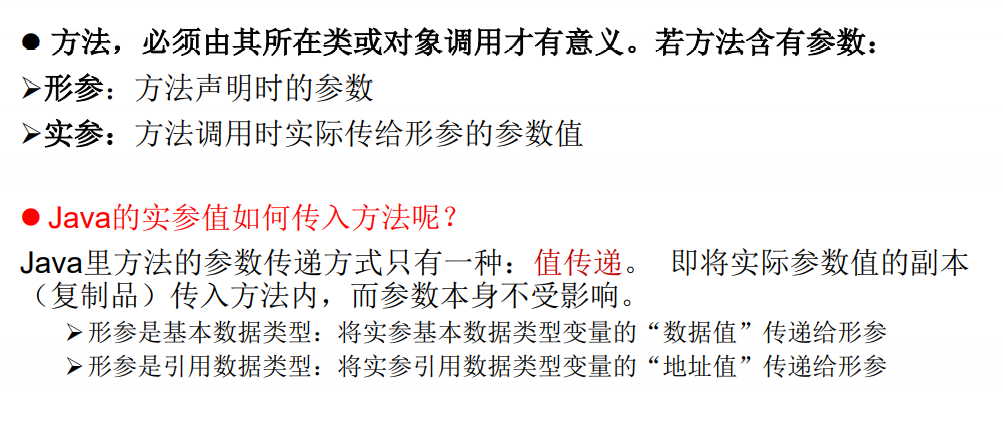 ● 方法，必须由其所在类或对象调用才有意义。若方法含有参数：
➢形参：方法声明时的参数
➢实参：方法调用时实际传给形参的参数值
● Java的实参值如何传入方法呢？
Java里方法的参数传递方式只有一种：值传递。 即将实际参数值的副本
（复制品）传入方法内，而参数本身不受影响。
➢形参是基本数据类型：将实参基本数据类型变量的“数据值”传递给形参
➢形参是引用数据类型：将实参引用数据类型变量的“地址值”传递给形参